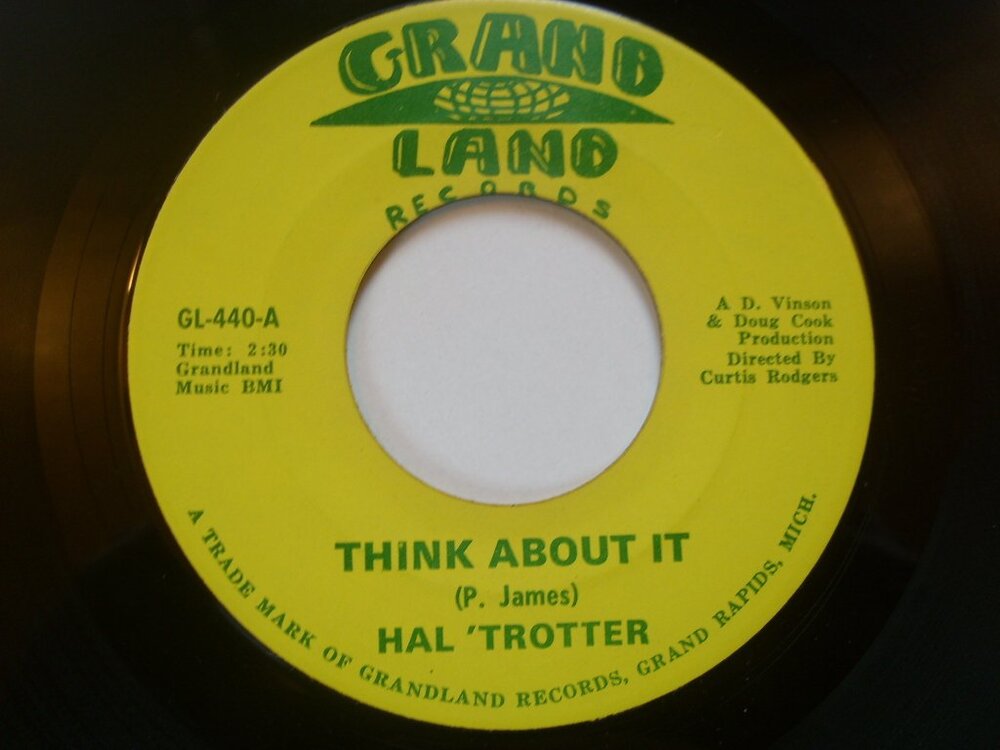 GRAND
LAND
RECORDS
GL-440-A
Time: 2:30
Grandland
Music BMI
A D. Vinson
& Doug Cook
Production
Directed By
Curtis Rodgers
THINK ABOUT IT
(P. James)
HAL 'TROTTER
A TRADE MARK OF GRANDLAND RECORDS, GRAND RAPIDS, MICH.